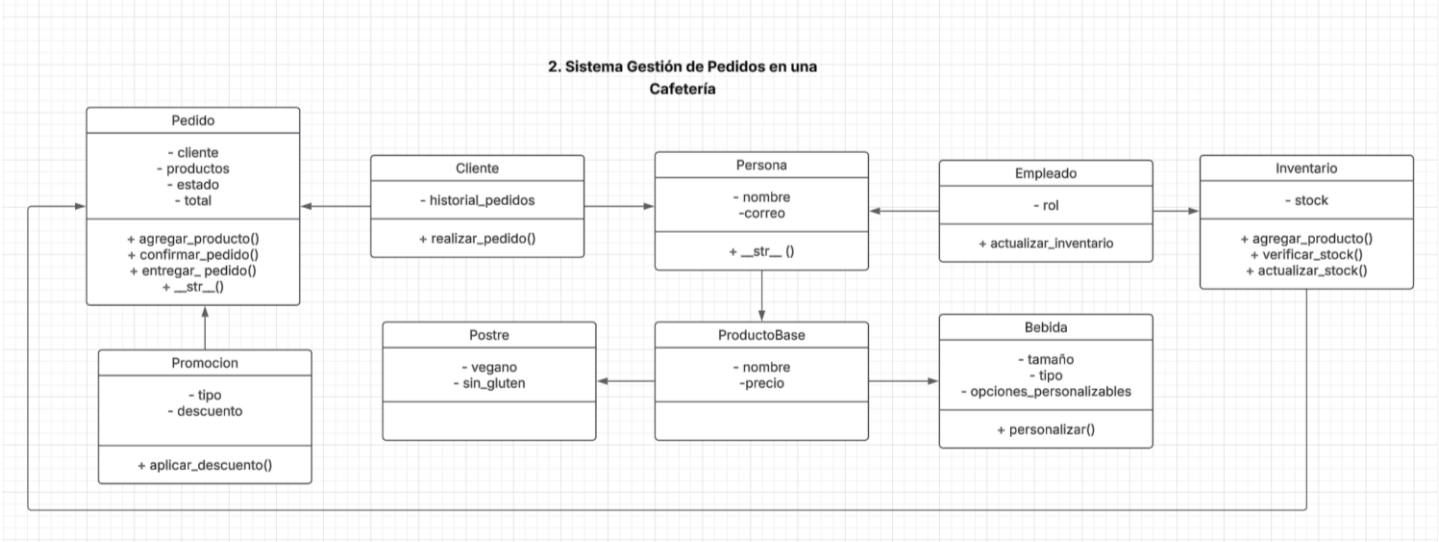 2. Sistema Gestión de Pedidos en una
Cafetería
Pedido
- cliente
- productos
- estado
- total
+ agregar_producto()
+ confirmar_pedido()
+ entregar_ pedido()
+ __str__()
Cliente
- historial_pedidos
+ realizar_pedido()
Persona
- nombre
-correo
+ __str__ ()
Empleado
- rol
+ actualizar_inventario
Inventario
- stock
+ agregar_producto()
+ verificar_stock()
+ actualizar_stock()
Promocion
- tipo
- descuento
+ aplicar_descuento()
Postre
- vegano
- sin_gluten
ProductoBase
- nombre
-precio
Bebida
- tamaño
- tipo
- opciones_personalizables
+ personalizar()